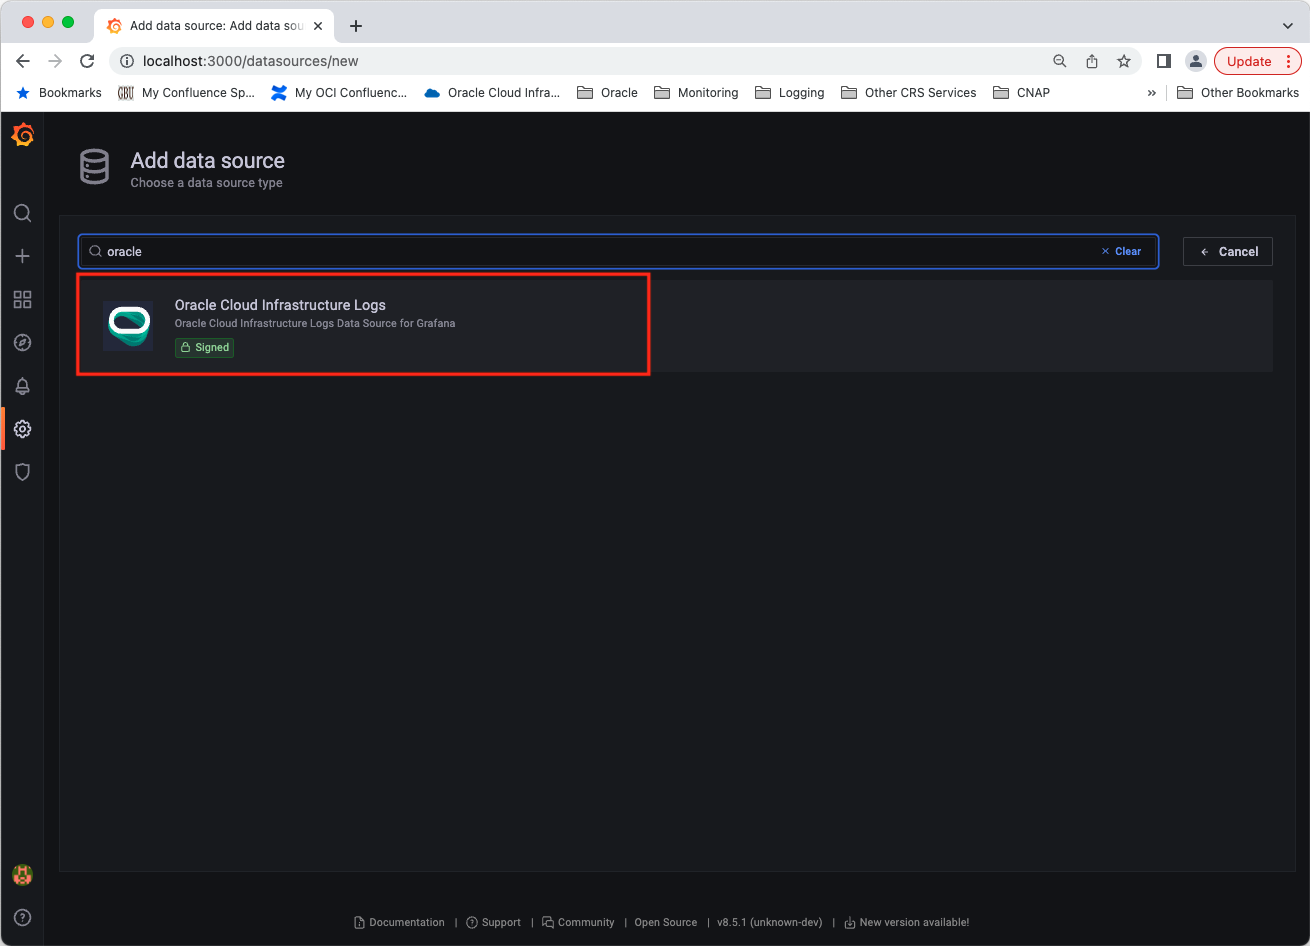 Add data source: Add data sou
localhost:3000/datasources/new
Update
Bookmarks
My Confluence Sp...
My OCI Confluenc...
Oracle Cloud Infra...
Oracle
Monitoring
Logging
Other CRS Services
CNAP
»
Other Bookmarks
Add data source
Choose a data source type
oracle
Clear
Cancel
Oracle Cloud Infrastructure Logs
Oracle Cloud Infrastructure Logs Data Source for Grafana
Signed
Documentation | Support | Community | Open Source | v8.5.1 (unknown-dev) | New version available!